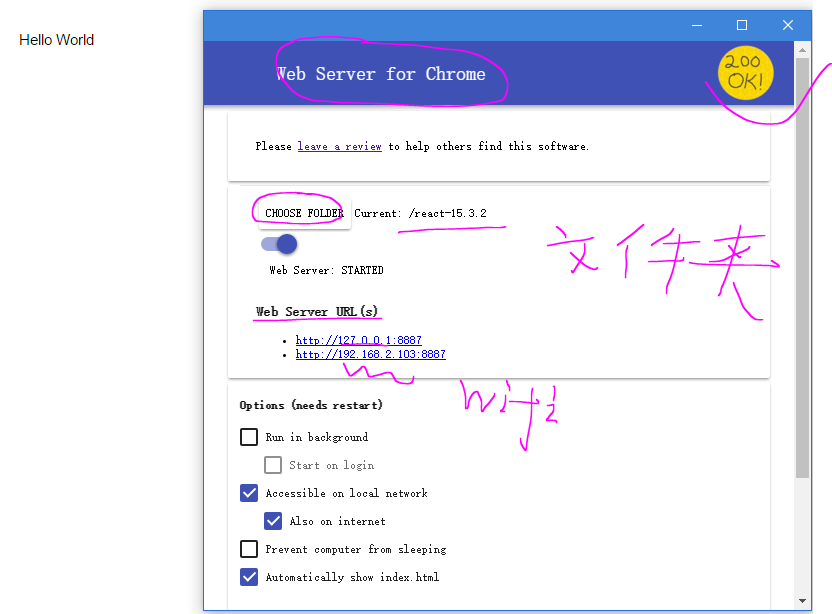 Hello World
Web Server for Chrome
200
OK!
Please leave a review to help others find this software.
CHOOSE FOLDER Current: /react-15.3.2
文件夹
Web Server: STARTED
Web Server URL(s)
http://127.0.0.1:8887
http://192.168.2.103:8887
wifi
Options (needs restart)
Run in background
Start on login
Accessible on local network
Also on internet
Prevent computer from sleeping
Automatically show index.html